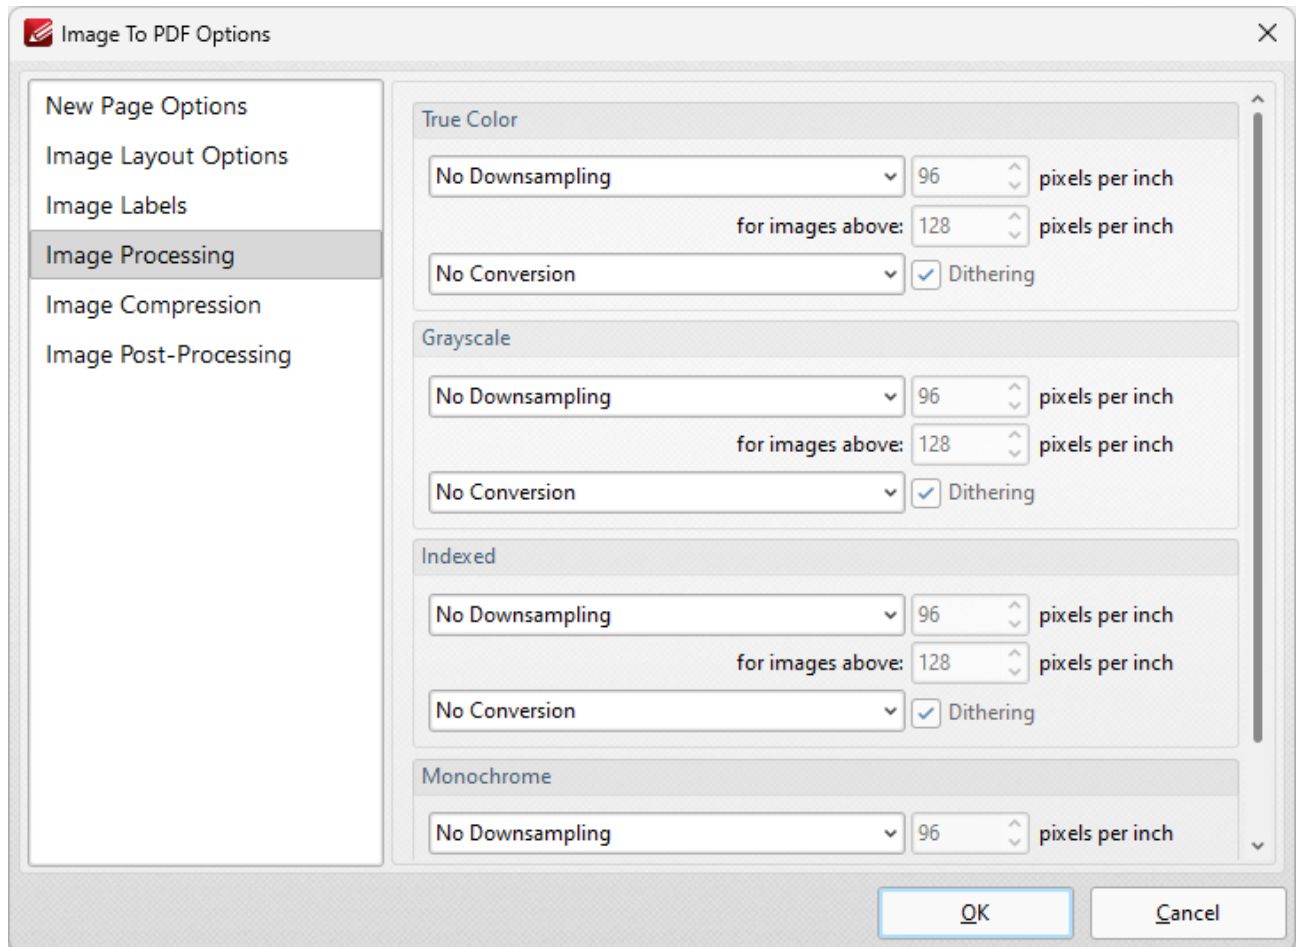 Image To PDF Options
New Page Options
Image Layout Options
Image Labels
Image Processing
Image Compression
Image Post-Processing
True Color
No Downsampling 96 pixels per inch
for images above: 128 pixels per inch
No Conversion Dithering
Grayscale
No Downsampling 96 pixels per inch
for images above: 128 pixels per inch
No Conversion Dithering
Indexed
No Downsampling 96 pixels per inch
for images above: 128 pixels per inch
No Conversion Dithering
Monochrome
No Downsampling 96 pixels per inch
OK Cancel